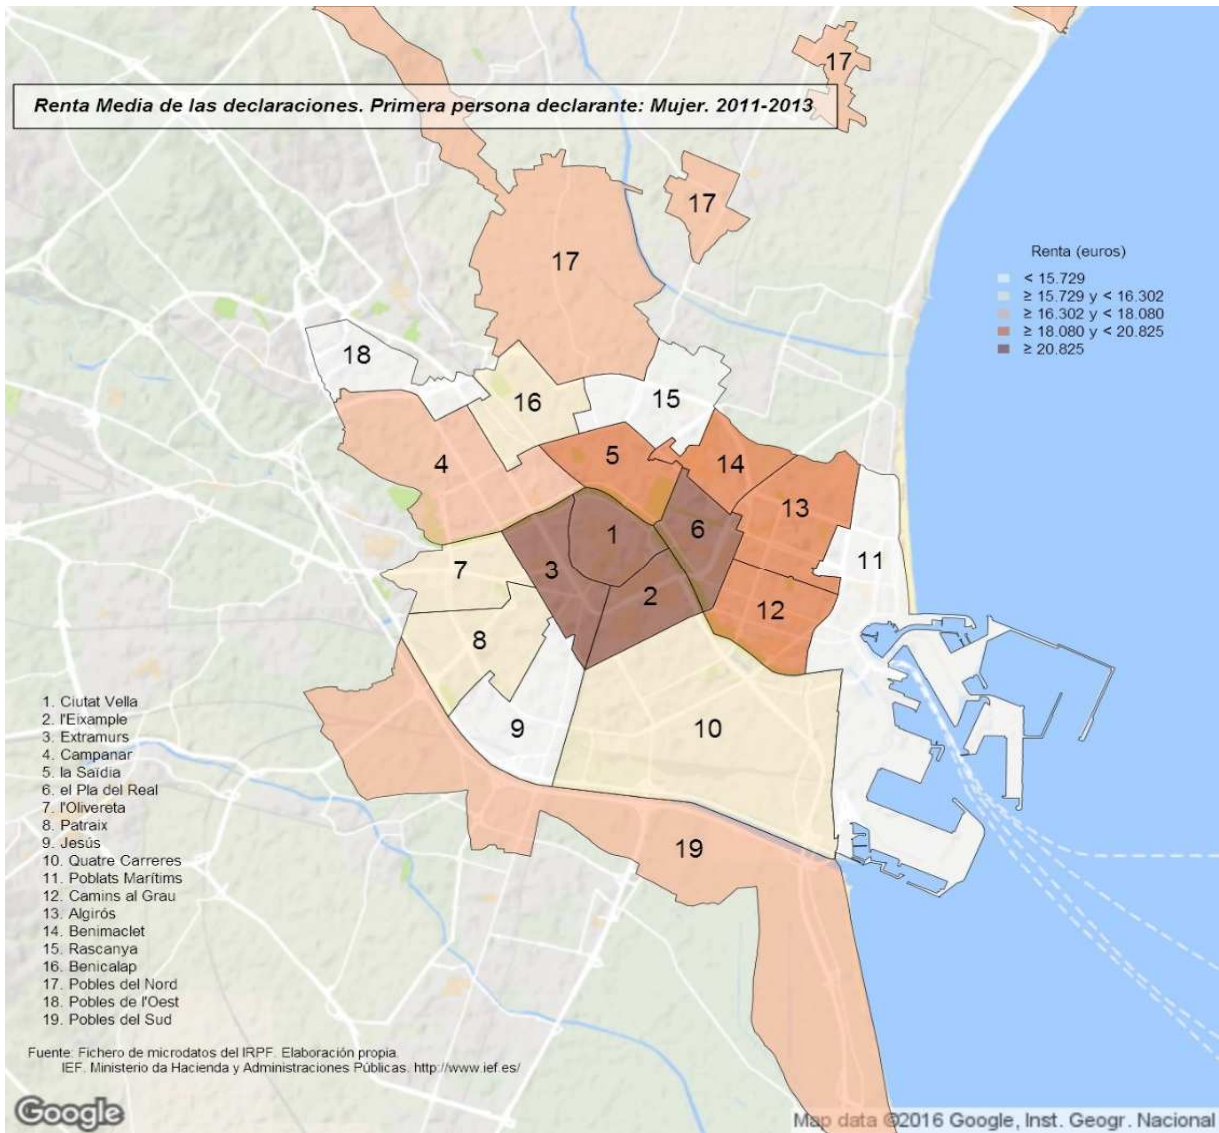 17
Renta Media de las declaraciones. Primera persona declarante: Mujer. 2011-2013
17
17
Renta (euros)
< 15.729
≥ 15.729 y < 16.302
≥ 16.302 y < 18.080
≥ 18.080 y < 20.825
≥ 20.825
18
16
15
4
5
14
13
6
1
11
3
7
2
12
8
9
10
19
1. Ciutat Vella
2. l'Eixample
3. Extramurs
4. Campanar
5. la Saïdia
6. el Pla del Real
7. l'Olivereta
8. Patraix
9. Jesús
10. Quatre Carreres
11. Poblats Marítims
12. Camins al Grau
13. Algirós
14. Benimaclet
15. Rascanya
16. Benicalap
17. Pobles del Nord
18. Pobles de l'Oest
19. Pobles del Sud
Fuente: Fichero de microdatos del IRPF. Elaboración propia.
IEF. Ministerio da Hacienda y Administraciones Públicas. http://www.ief.es/
Google
Map data ©2016 Google, Inst. Geogr. Nacional